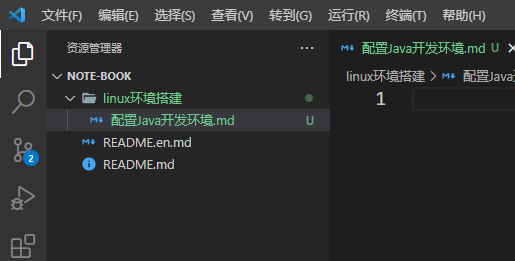 文件(F) 编辑(E) 选择(S) 查看(V) 转到(G) 运行(R) 终端(T) 帮助(H)
资源管理器
NOTE-BOOK
linux环境搭建
配置Java开发环境.md U
README.en.md
README.md
2
配置Java开发环境.md U
linux环境搭建 > 配置Java开
1